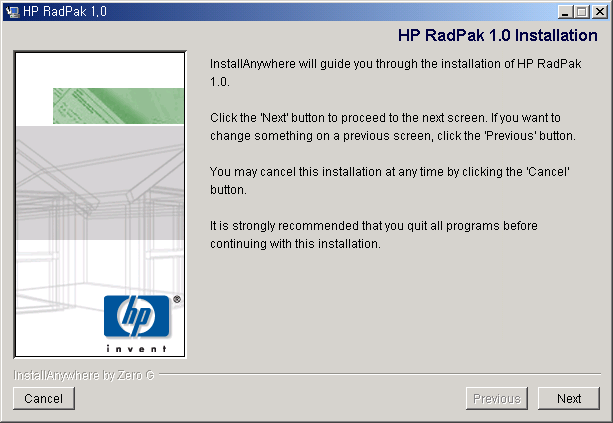 HP RadPak 1,0
HP RadPak 1.0 Installation
InstallAnywhere will guide you through the installation of HP RadPak
1.0.
Click the 'Next' button to proceed to the next screen. If you want to
change something on a previous screen, click the 'Previous' button.
You may cancel this installation at any time by clicking the 'Cancel'
button.
It is strongly recommended that you quit all programs before
continuing with this installation.
hp®
invent
InstallAnywhere by Zero G
Cancel
Previous
Next